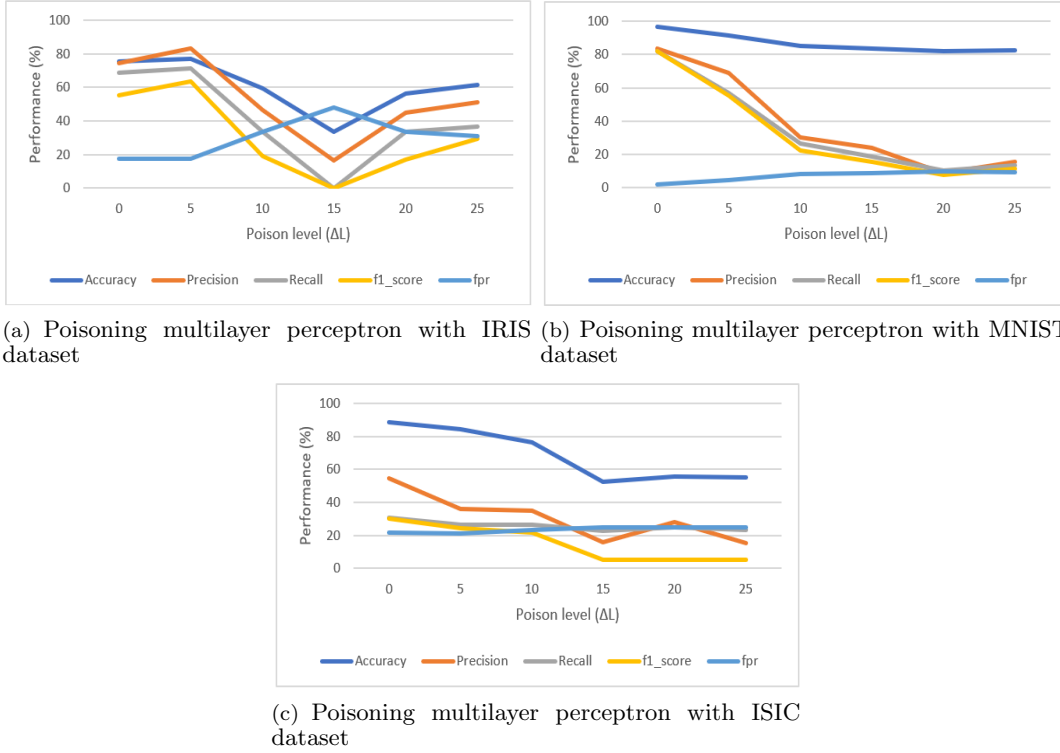 100
80
60
40
20
0
Performance (%)
0 5 10 15 20 25
Poison level (ΔL)
Accuracy Precision Recall f1_score fpr
(a) Poisoning multilayer perceptron with IRIS
dataset
100
80
60
40
20
0
Performance (%)
0 5 10 15 20 25
Poison level (ΔL)
Accuracy Precision Recall f1_score fpr
(b) Poisoning multilayer perceptron with MNIST
dataset
100
80
60
40
20
0
Performance (%)
0 5 10 15 20 25
Poison level (ΔL)
Accuracy Precision Recall f1_score fpr
(c) Poisoning multilayer perceptron with ISIC
dataset